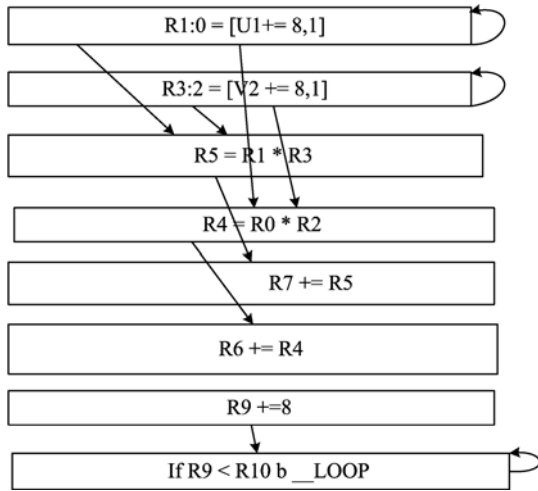 R1:0 = [U1+= 8,1]
R3:2 = [V2 += 8,1]
R5 = R1 * R3
R4 = R0 * R2
R7 += R5
R6 += R4
R9 +=8
If R9 < R10 b __LOOP